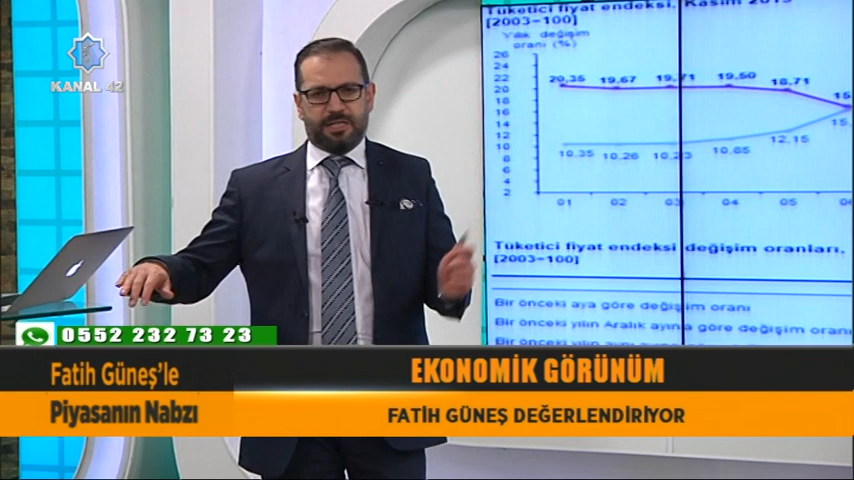 KANAL 42
Tüketici fiyat endeksi, Kasım
[2003=100]
Yıllık değişim
oranı (%)
26
24
22
20
18
16
14
12
10
8
6
4
2
20,35 19,67 19,71 19,50 18,71
10,35 10,26 10,23 10,85 12,15
01 02 03 04 05
Tüketici fiyat endeksi değişim oranları,
[2003=100]
Bir önceki aya göre değişim oranı
Bir önceki yılın Aralık ayına göre değişim oranı
0552 232 73 23
Fatih Güneş'le
Piyasanın Nabzı
EKONOMİK GÖRÜNÜM
FATİH GÜNEŞ DEĞERLENDİRİYOR